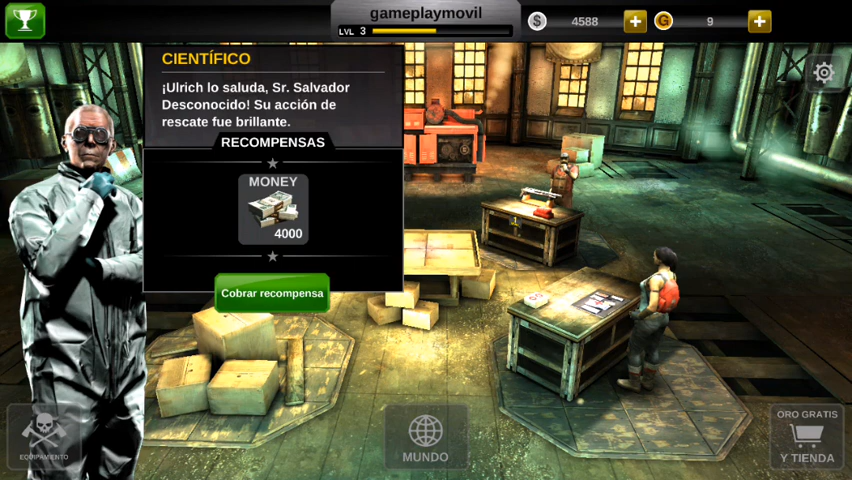 gameplaymovil
LVL 3
$ 4588 +
G 9 +
CIENTÍFICO
¡Ulrich lo saluda, Sr. Salvador
Desconocido! Su acción de
rescate fue brillante.
RECOMPENSAS
MONEY
4000
Cobrar recompensa
EQUIPAMIENTO
MUNDO
ORO GRATIS
Y TIENDA